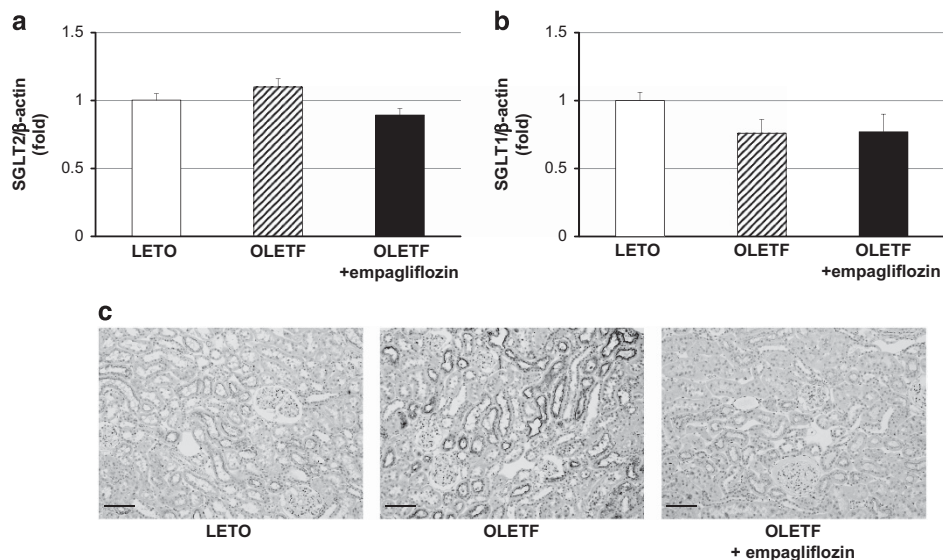 a
SGLT2/β-actin
(fold)
1.5
1
0.5
0
LETO
OLETF
OLETF
+empagliflozin
b
SGLT1/β-actin
(fold)
1.5
1
0.5
0
LETO
OLETF
OLETF
+empagliflozin
c
LETO
OLETF
OLETF
+ empagliflozin